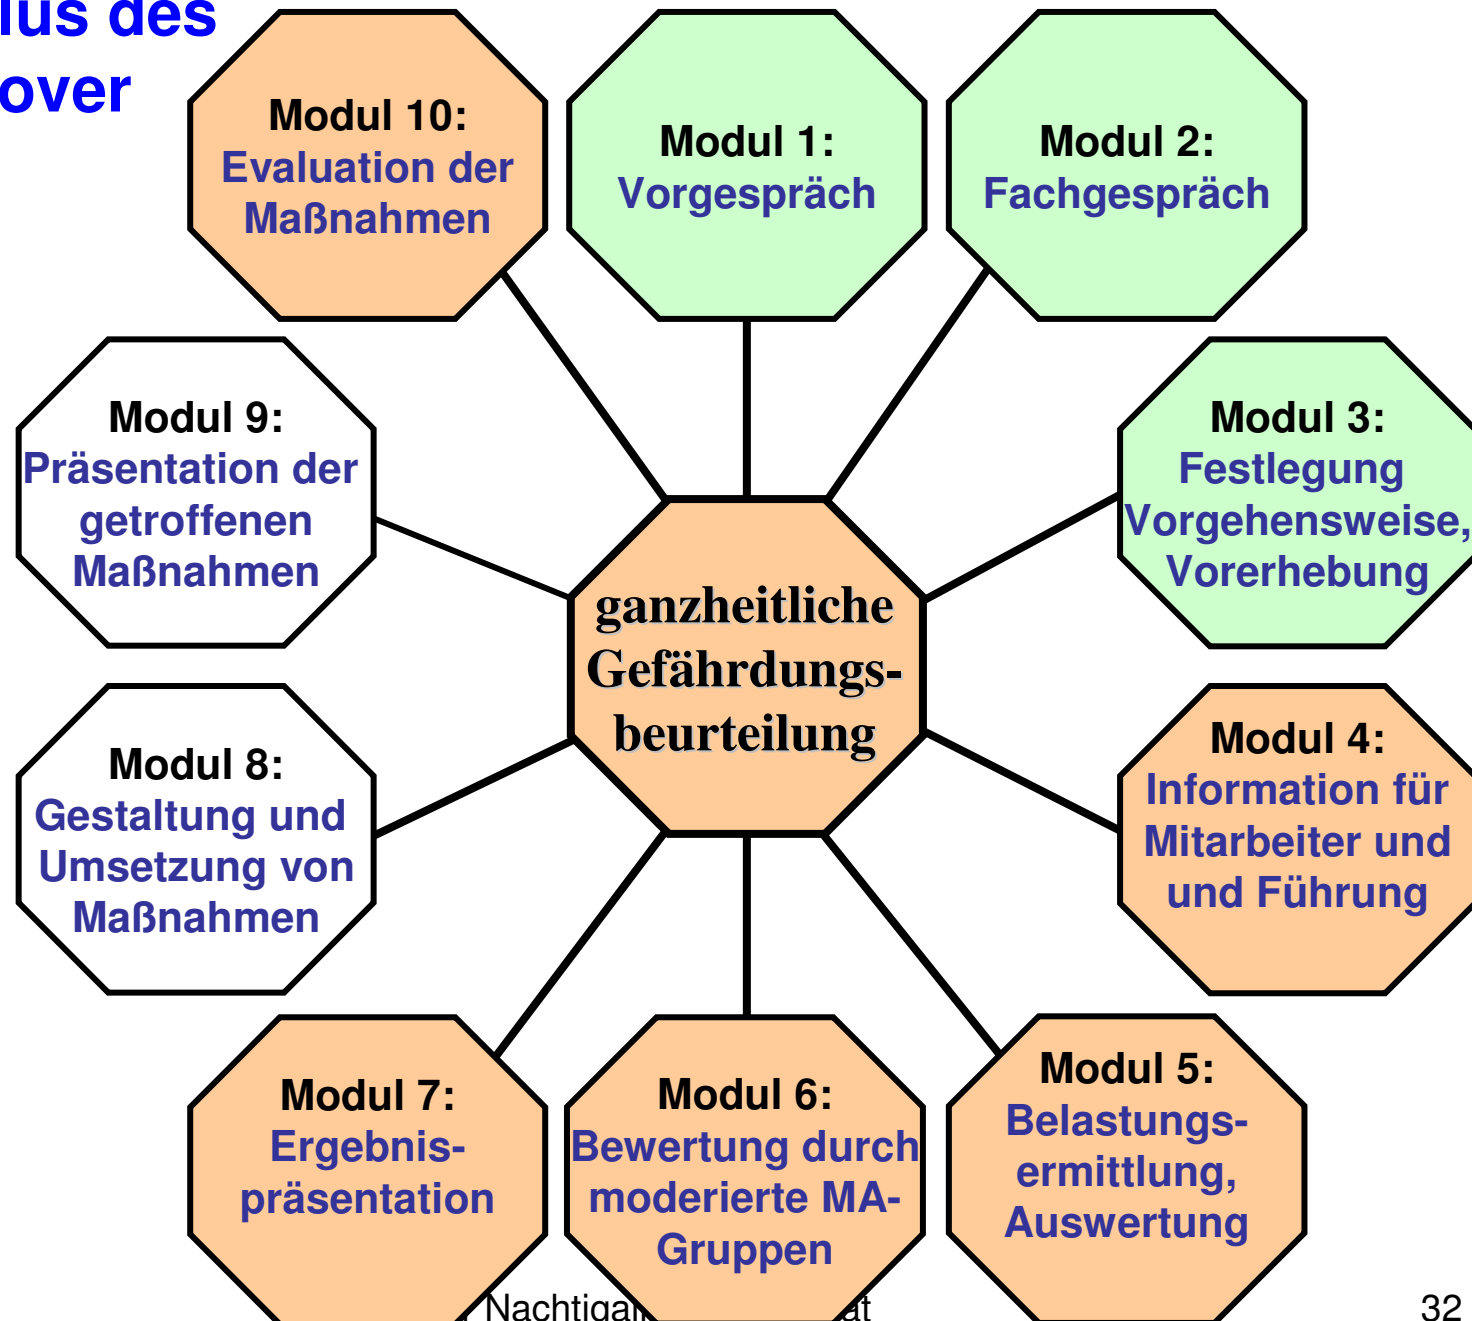 lus des
over
Modul 10:
Evaluation der
Maßnahmen
Modul 1:
Vorgespräch
Modul 2:
Fachgespräch
Modul 3:
Festlegung
Vorgehensweise,
Vorerhebung
Modul 4:
Information für
Mitarbeiter und
und Führung
Modul 5:
Belastungs-
ermittlung,
Auswertung
Modul 6:
Bewertung durch
moderierte MA-
Gruppen
Modul 7:
Ergebnis-
präsentation
Modul 8:
Gestaltung und
Umsetzung von
Maßnahmen
Modul 9:
Präsentation der
getroffenen
Maßnahmen
ganzheitliche
Gefährdungs-
beurteilung
32